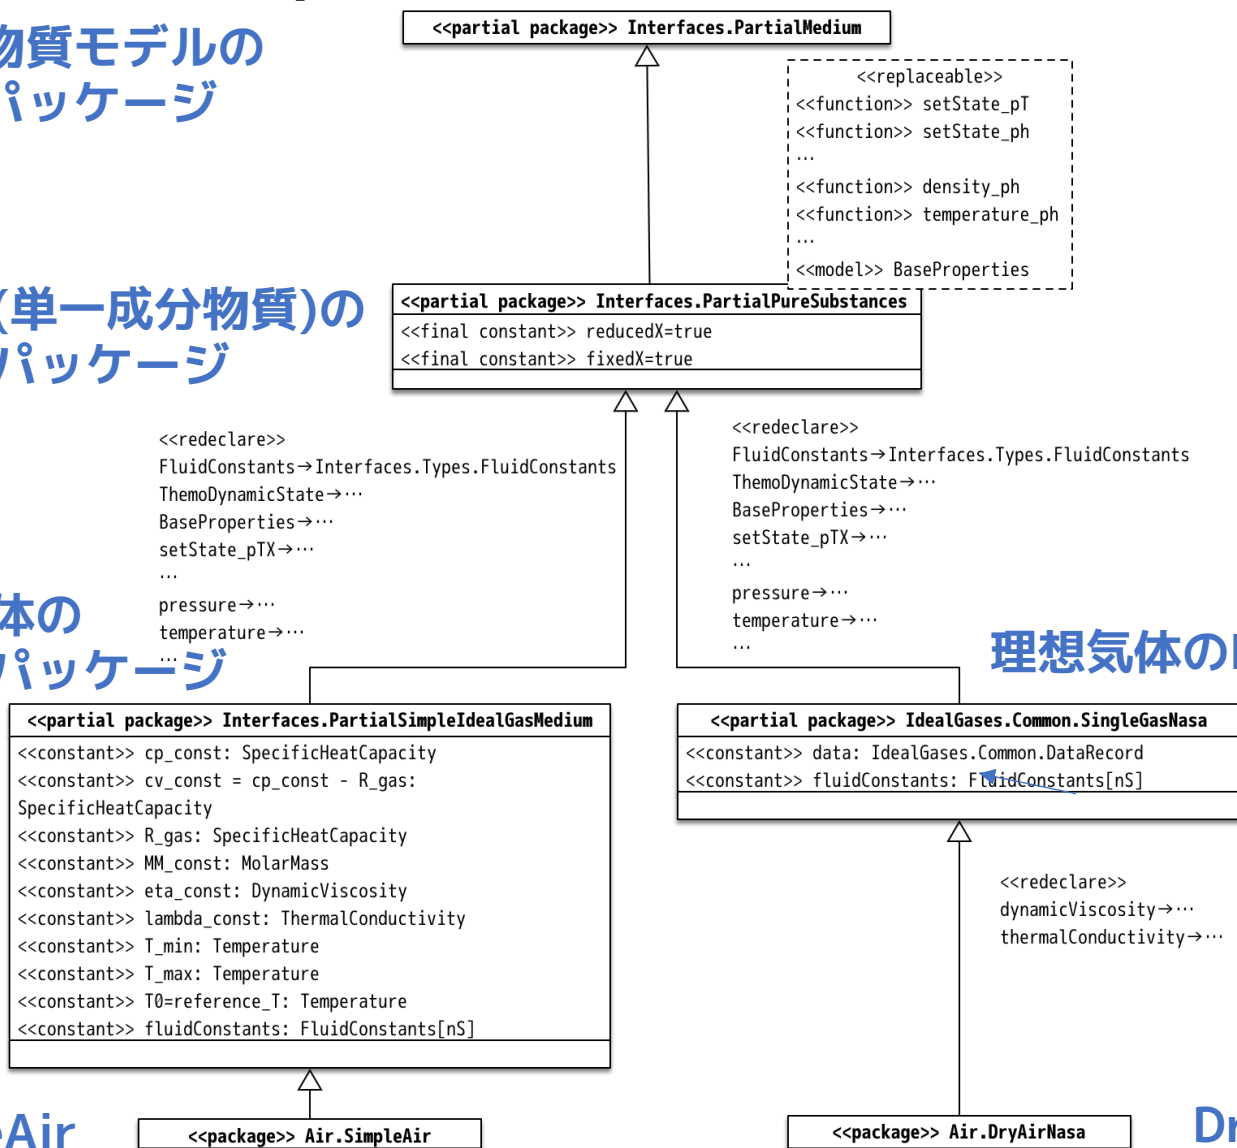 <<partial package>> Interfaces.PartialMedium
物質モデルの
パッケージ
<<replaceable>>
<<function>> setState_pT
<<function>> setState_ph
...
<<function>> density_ph
<<function>> temperature_ph
...
<<model>> BaseProperties
(単一成分物質)の
パッケージ
<<partial package>> Interfaces.PartialPureSubstances
<<final constant>> reducedX=true
<<final constant>> fixedX=true
<<redeclare>>
FluidConstants→Interfaces.Types.FluidConstants
ThemoDynamicState→…
BaseProperties→…
setState_pTX→…
...
pressure→…
temperature→…
...
<<redeclare>>
FluidConstants→Interfaces.Types.FluidConstants
ThemoDynamicState→…
BaseProperties→…
setState_pTX→…
...
pressure→…
temperature→…
...
体の
パッケージ
理想気体の
<<partial package>> Interfaces.PartialSimpleIdealGasMedium
<<constant>> cp_const: SpecificHeatCapacity
<<constant>> cv_const = cp_const - R_gas:
SpecificHeatCapacity
<<constant>> R_gas: SpecificHeatCapacity
<<constant>> MM_const: MolarMass
<<constant>> eta_const: DynamicViscosity
<<constant>> lambda_const: ThermalConductivity
<<constant>> T_min: Temperature
<<constant>> T_max: Temperature
<<constant>> T0=reference_T: Temperature
<<constant>> fluidConstants: FluidConstants[nS]
<<partial package>> IdealGases.Common.SingleGasNasa
<<constant>> data: IdealGases.Common.DataRecord
<<constant>> fluidConstants: FluidConstants[nS]
<<redeclare>>
dynamicViscosity→…
thermalConductivity→…
Air
<<package>> Air.SimpleAir
<<package>> Air.DryAirNasa
Dr